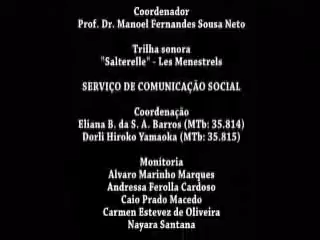 Coordenador
Prof. Dr. Manoel Fernandes Sousa Neto
Trilha sonora
"Salterelle" - Les Menestrels
SERVIÇO DE COMUNICAÇÃO SOCIAL
Coordenação
Eliana B. da S. A. Barros (MTb: 35.814)
Dorli Hiroko Yamaoka (MTb: 35.815)
Monitoria
Alvaro Marinho Marques
Andressa Ferolla Cardoso
Caio Prado Macedo
Carmen Estevez de Oliveira
Nayara Santana